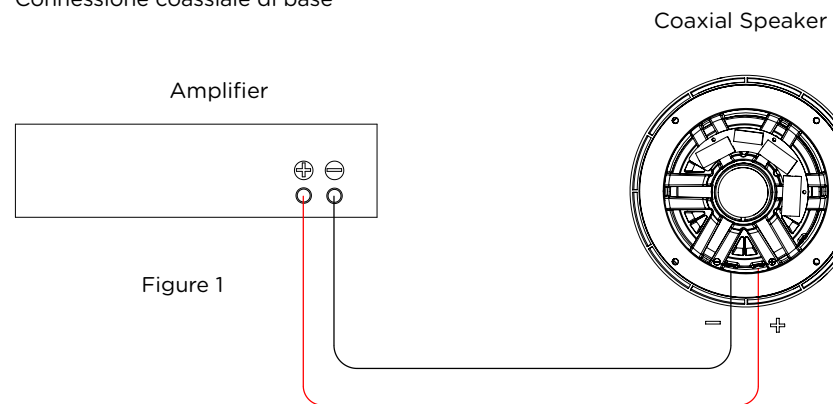 Connessione coassiale di base
Coaxial Speaker
Amplifier
+ −
Figure 1
− +